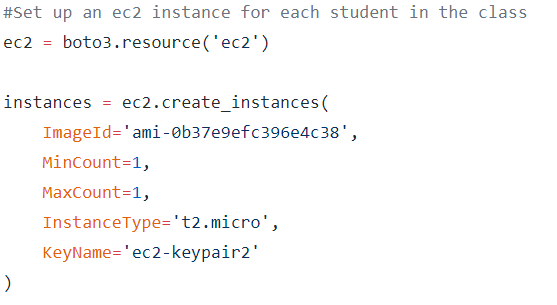 #Set up an ec2 instance for each student in the class
ec2 = boto3.resource('ec2')

instances = ec2.create_instances(
    ImageId='ami-0b37e9efc396e4c38',
    MinCount=1,
    MaxCount=1,
    InstanceType='t2.micro',
    KeyName='ec2-keypair2'
)